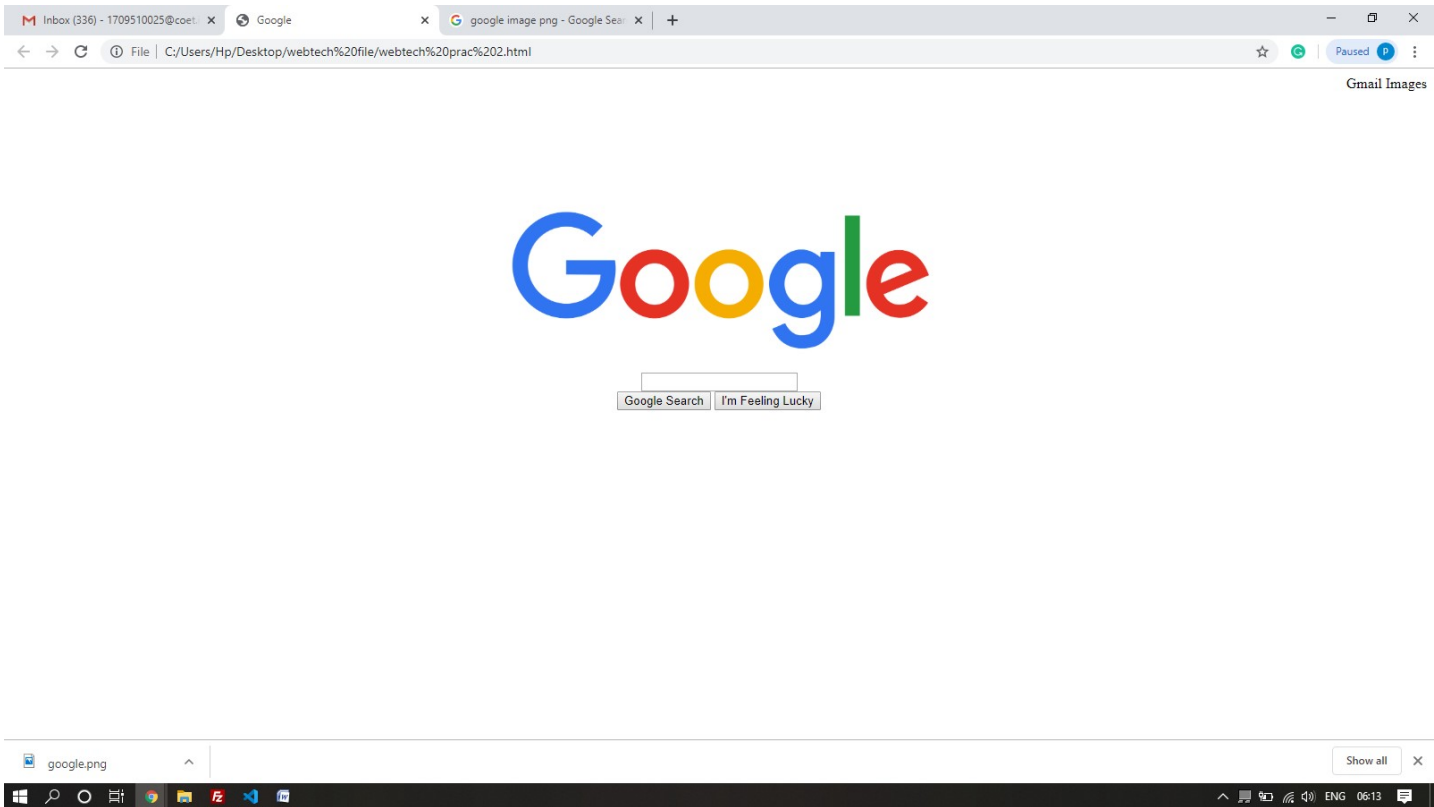 Inbox (336) - 1709510025@coet. Google google image png - Google Sear
File C:/Users/Hp/Desktop/webtech%20file/webtech%20prac%202.html Paused P
Gmail Images
Google
Google Search I'm Feeling Lucky
google.png Show all
ENG 06:13